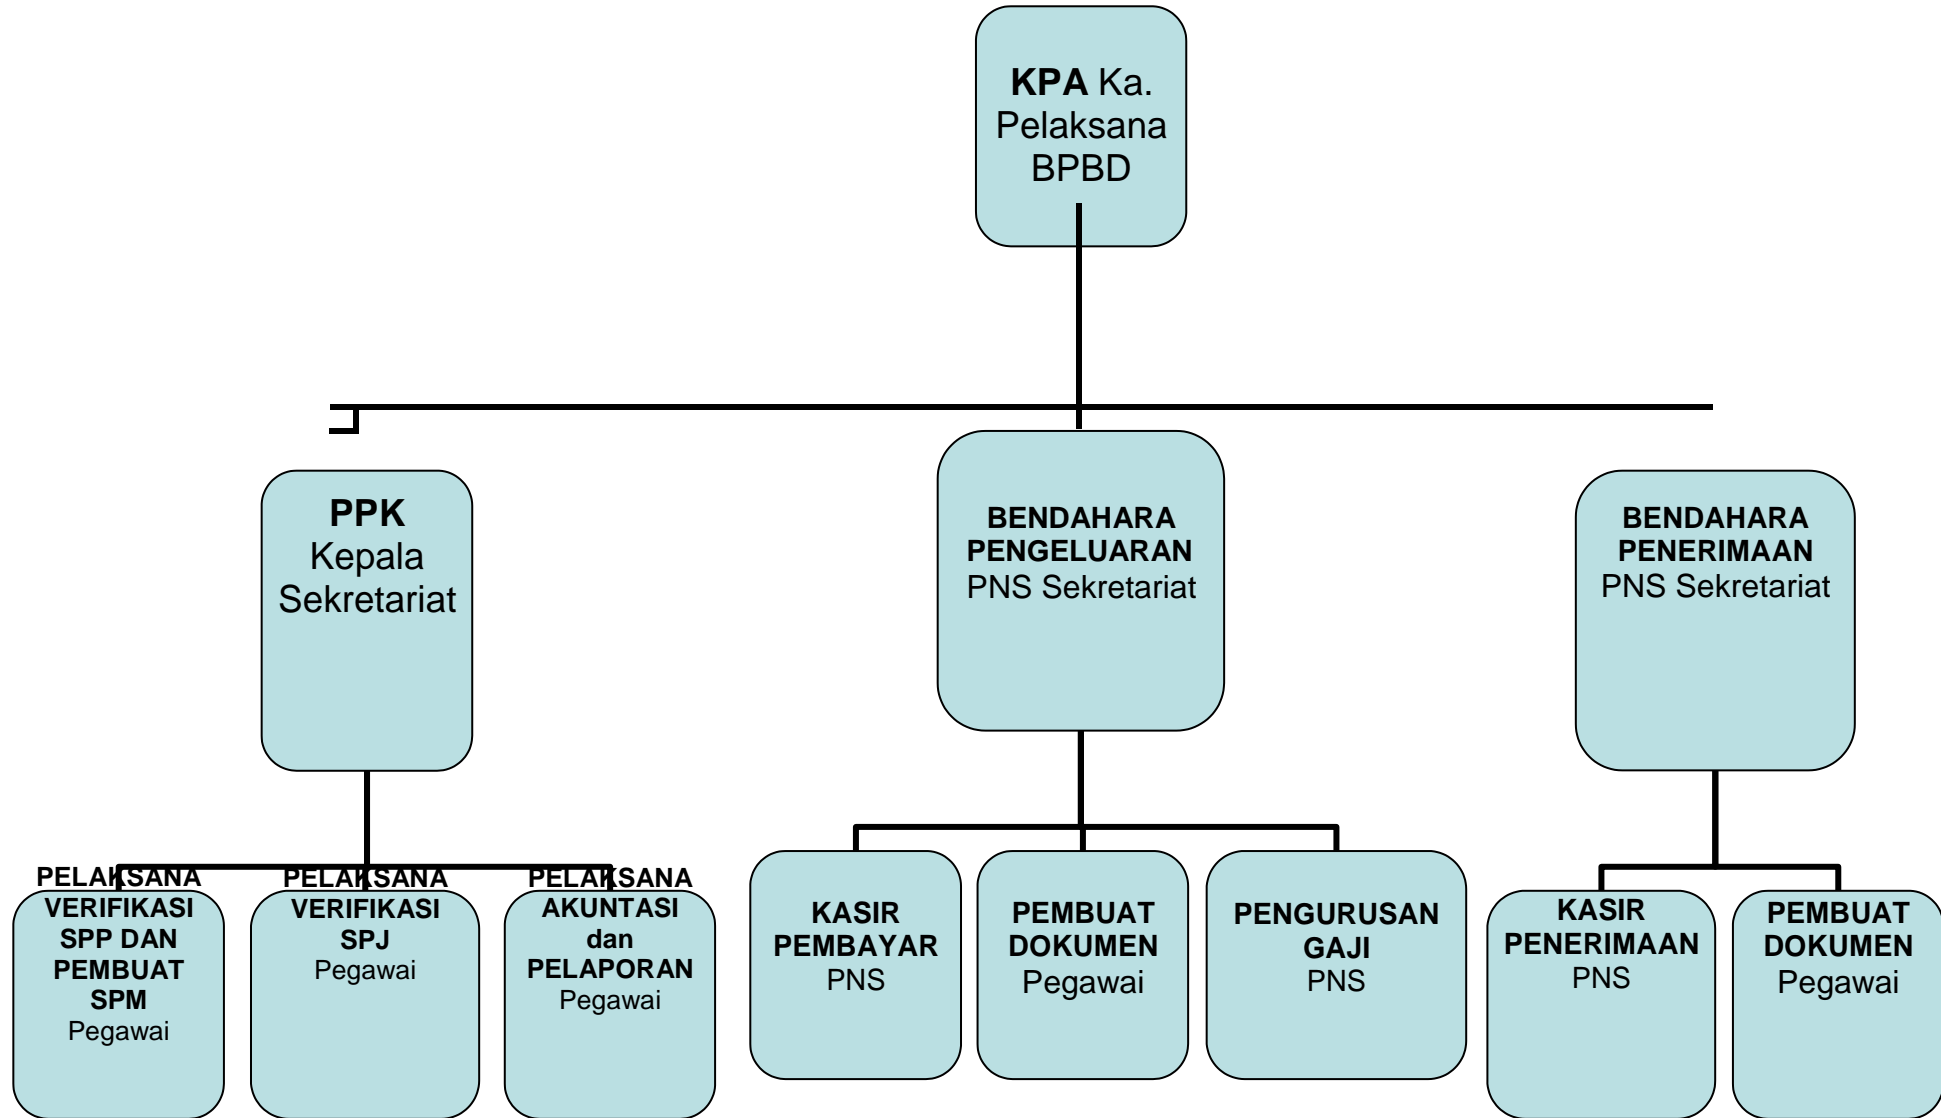 KPA Ka.
Pelaksana
BPBD
PPK
Kepala
Sekretariat
BENDAHARA
PENGELUARAN
PNS Sekretariat
BENDAHARA
PENERIMAAN
PNS Sekretariat
PELAKSANA
VERIFIKASI
SPP DAN
PEMBUAT
SPM
Pegawai
PELAKSANA
VERIFIKASI
SPJ
Pegawai
PELAKSANA
AKUNTASI
dan
PELAPORAN
Pegawai
KASIR
PEMBAYAR
PNS
PEMBUAT
DOKUMEN
Pegawai
PENGURUSAN
GAJI
PNS
KASIR
PENERIMAAN
PNS
PEMBUAT
DOKUMEN
Pegawai